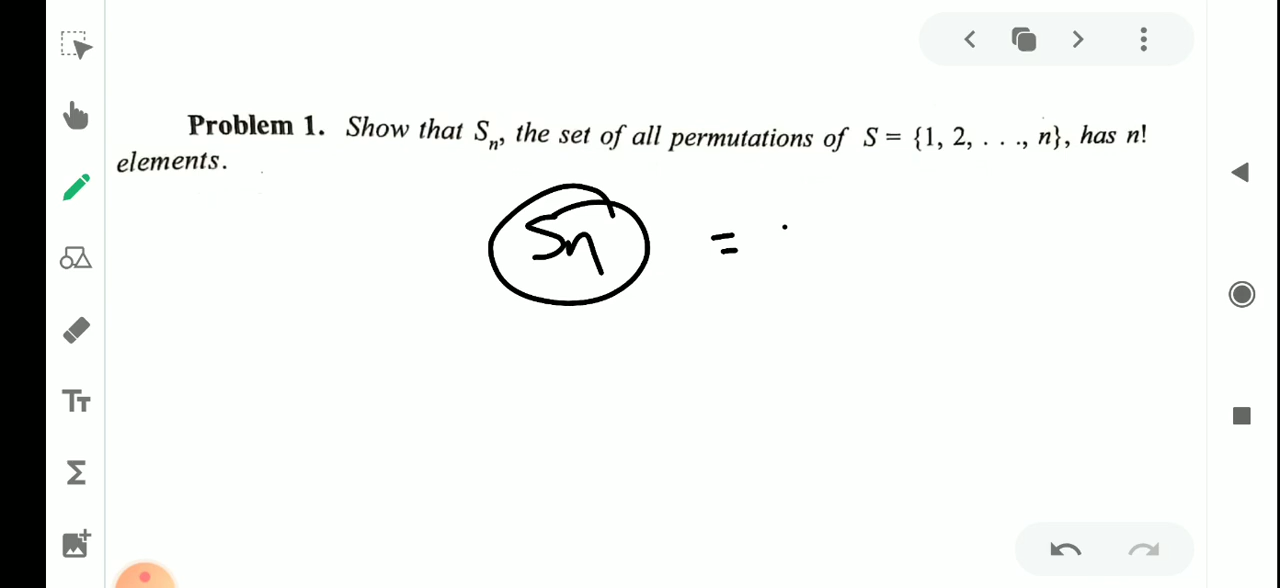 Problem 1. Show that Sₙ, the set of all permutations of S = {1, 2, . . ., n}, has n!
elements.
Sn =